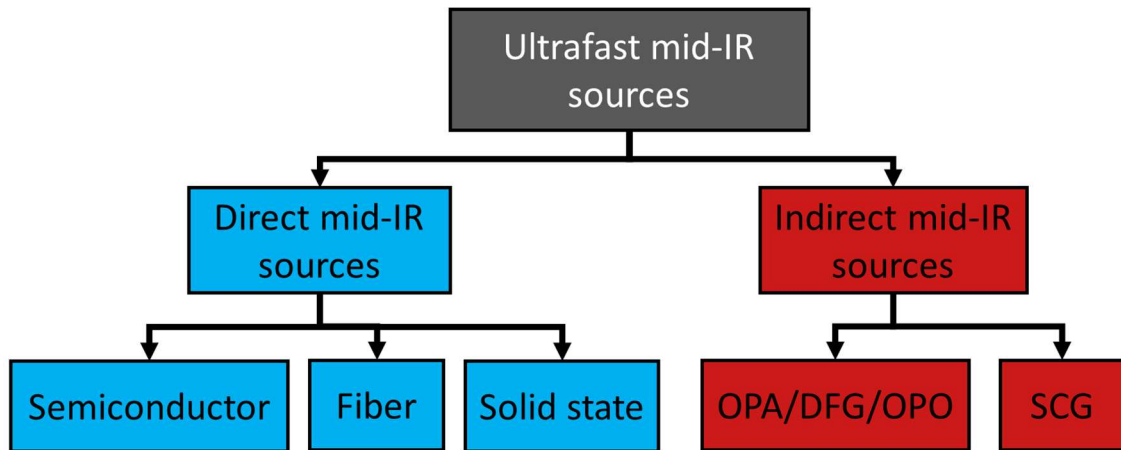 Ultrafast mid-IR
sources
Direct mid-IR
sources
Indirect mid-IR
sources
Semiconductor
Fiber
Solid state
OPA/DFG/OPO
SCG